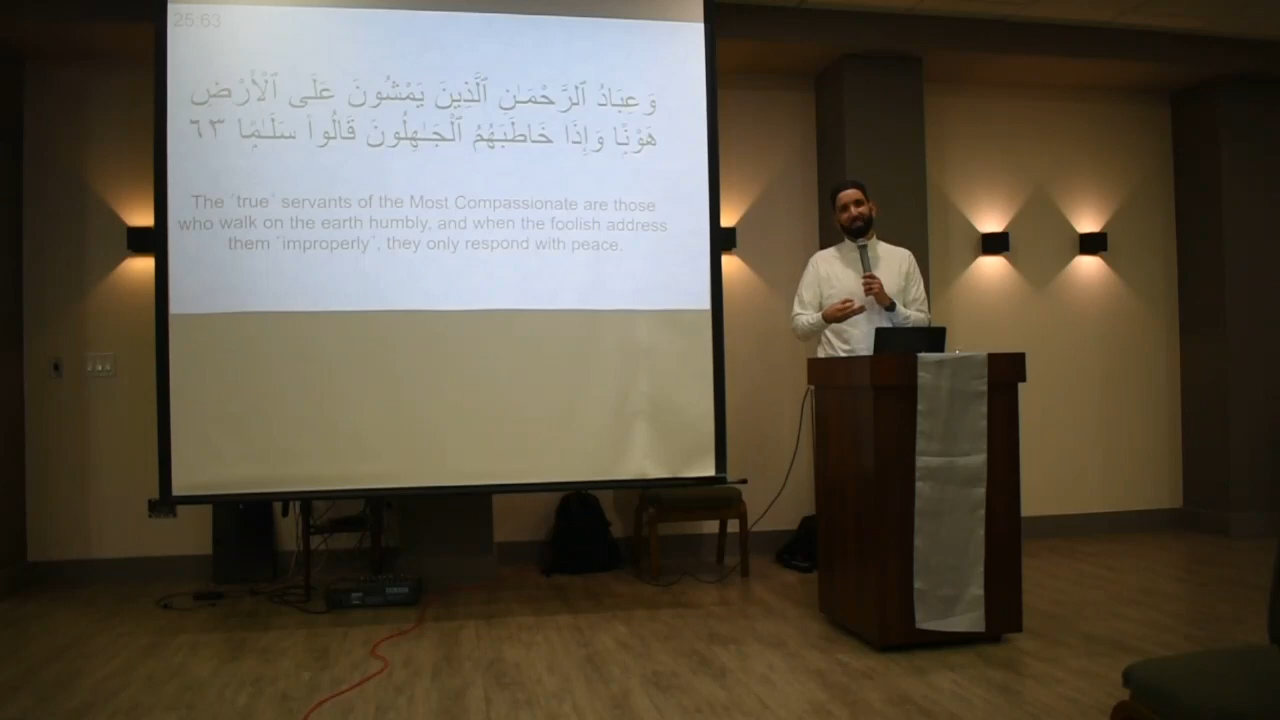 25:63
وَعِبَادُ ٱلرَّحْمَـٰنِ ٱلَّذِينَ يَمْشُونَ عَلَى ٱلْأَرْضِ
هَوْنًا وَإِذَا خَاطَبَهُمُ ٱلْجَـٰهِلُونَ قَالُوا۟ سَلَـٰمًا ٦٣
The ˹true˺ servants of the Most Compassionate are those
who walk on the earth humbly, and when the foolish address
them ˹improperly˺, they only respond with peace.